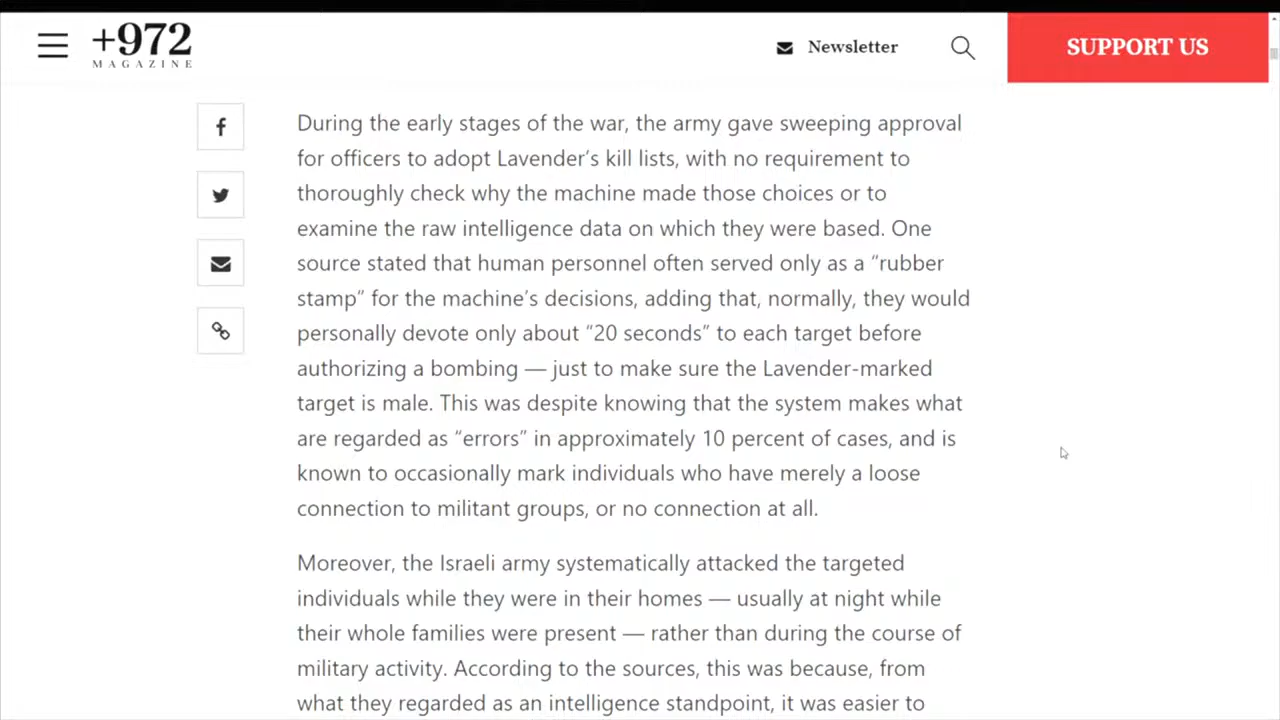 +972
MAGAZINE
Newsletter
SUPPORT US
During the early stages of the war, the army gave sweeping approval
for officers to adopt Lavender’s kill lists, with no requirement to
thoroughly check why the machine made those choices or to
examine the raw intelligence data on which they were based. One
source stated that human personnel often served only as a “rubber
stamp” for the machine’s decisions, adding that, normally, they would
personally devote only about “20 seconds” to each target before
authorizing a bombing — just to make sure the Lavender-marked
target is male. This was despite knowing that the system makes what
are regarded as “errors” in approximately 10 percent of cases, and is
known to occasionally mark individuals who have merely a loose
connection to militant groups, or no connection at all.
Moreover, the Israeli army systematically attacked the targeted
individuals while they were in their homes — usually at night while
their whole families were present — rather than during the course of
military activity. According to the sources, this was because, from
what they regarded as an intelligence standpoint, it was easier to